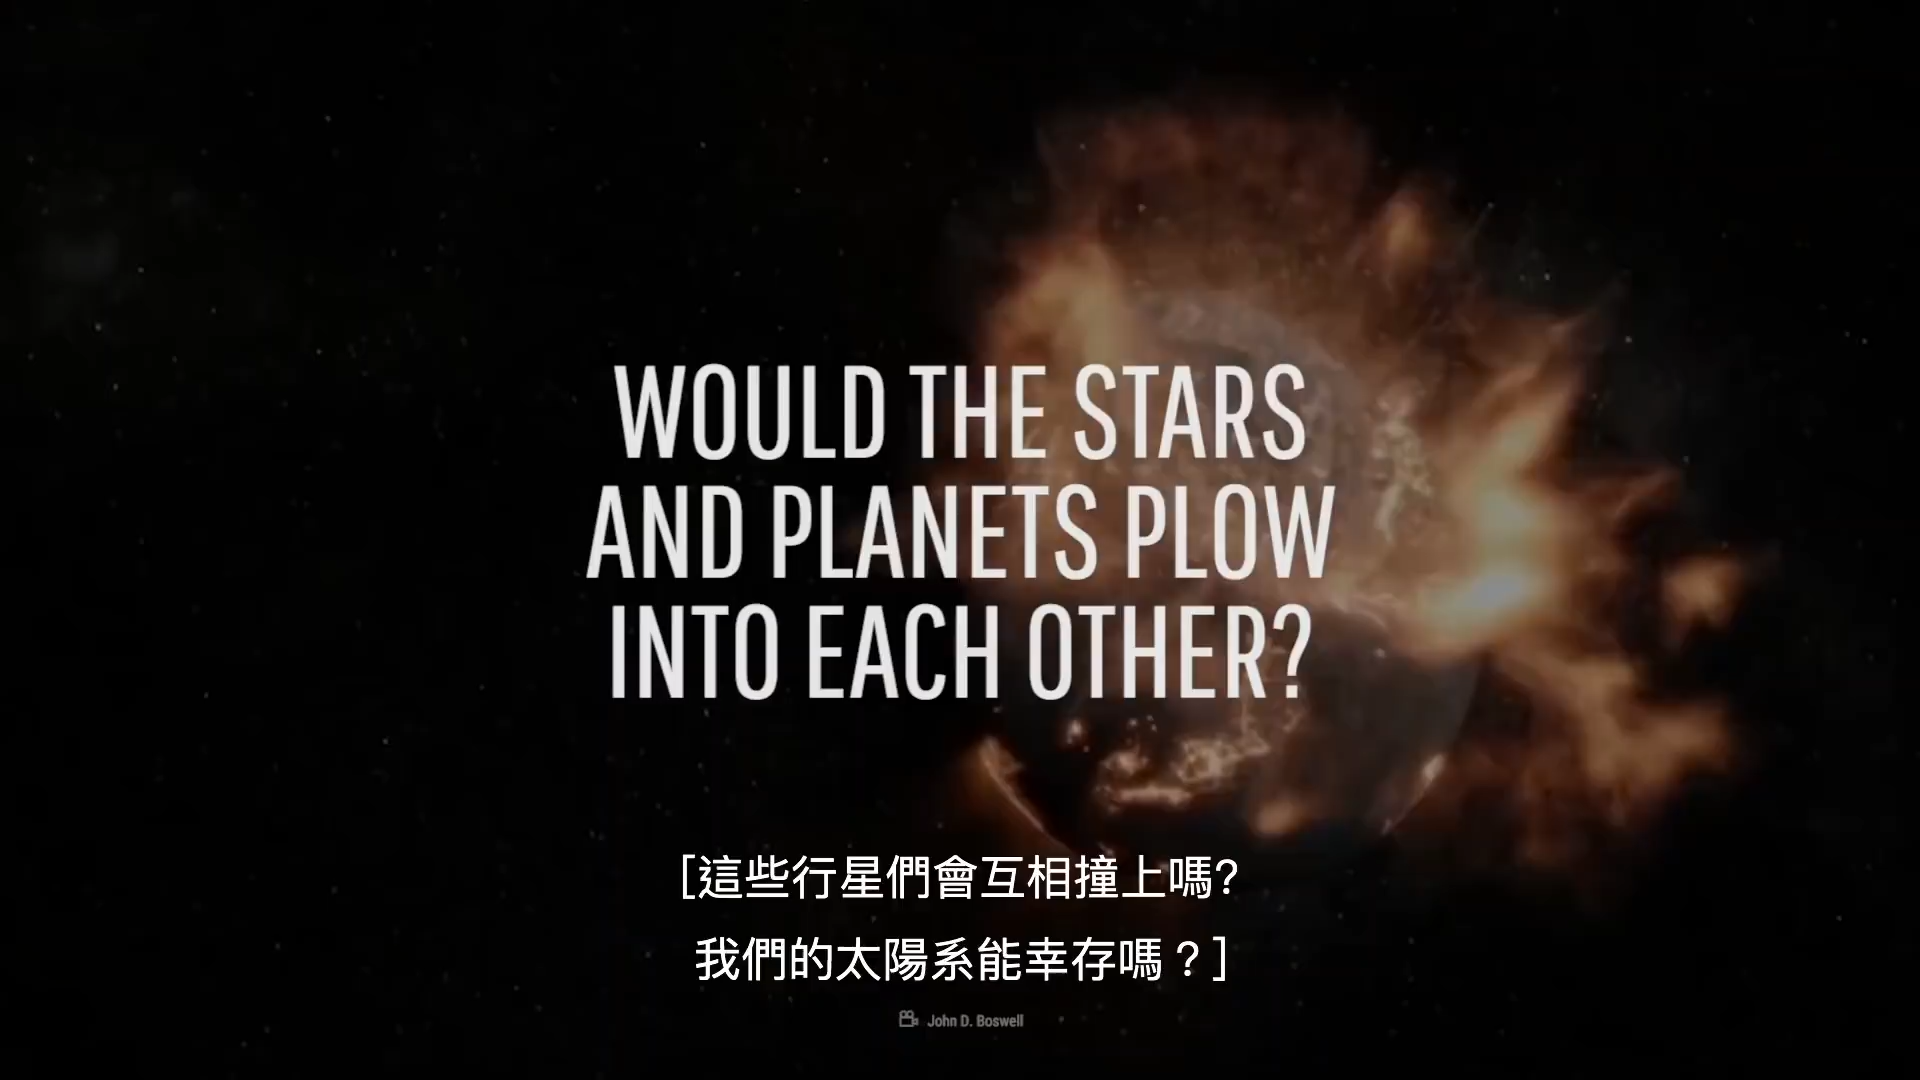 WOULD THE STARS
AND PLANETS PLOW
INTO EACH OTHER?
[這些行星們會互相撞上嗎?
我們的太陽系能幸存嗎？]
John D. Boswell